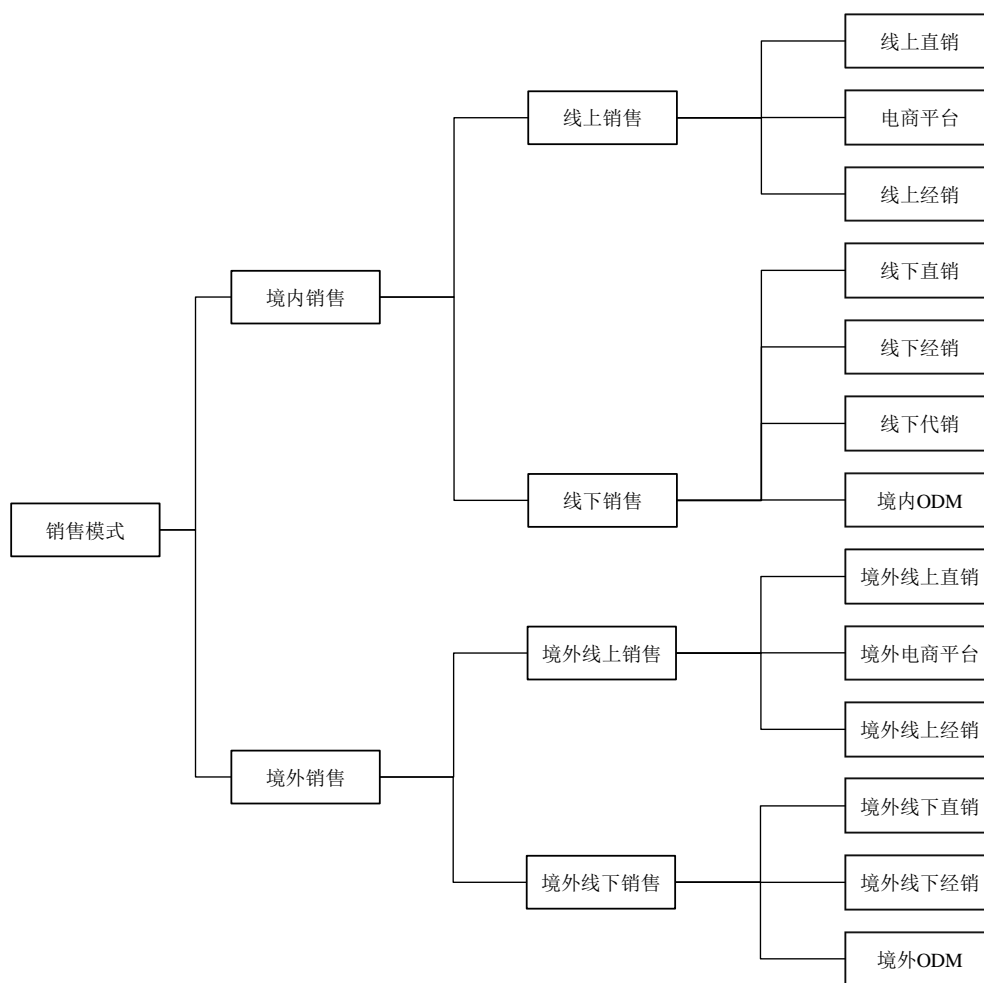 线上直销
线上销售
电商平台
线上经销
境内销售
线下直销
线下经销
线下代销
线下销售
境内ODM
销售模式
境外线上直销
境外线上销售
境外电商平台
境外线上经销
境外销售
境外线下直销
境外线下销售
境外线下经销
境外ODM